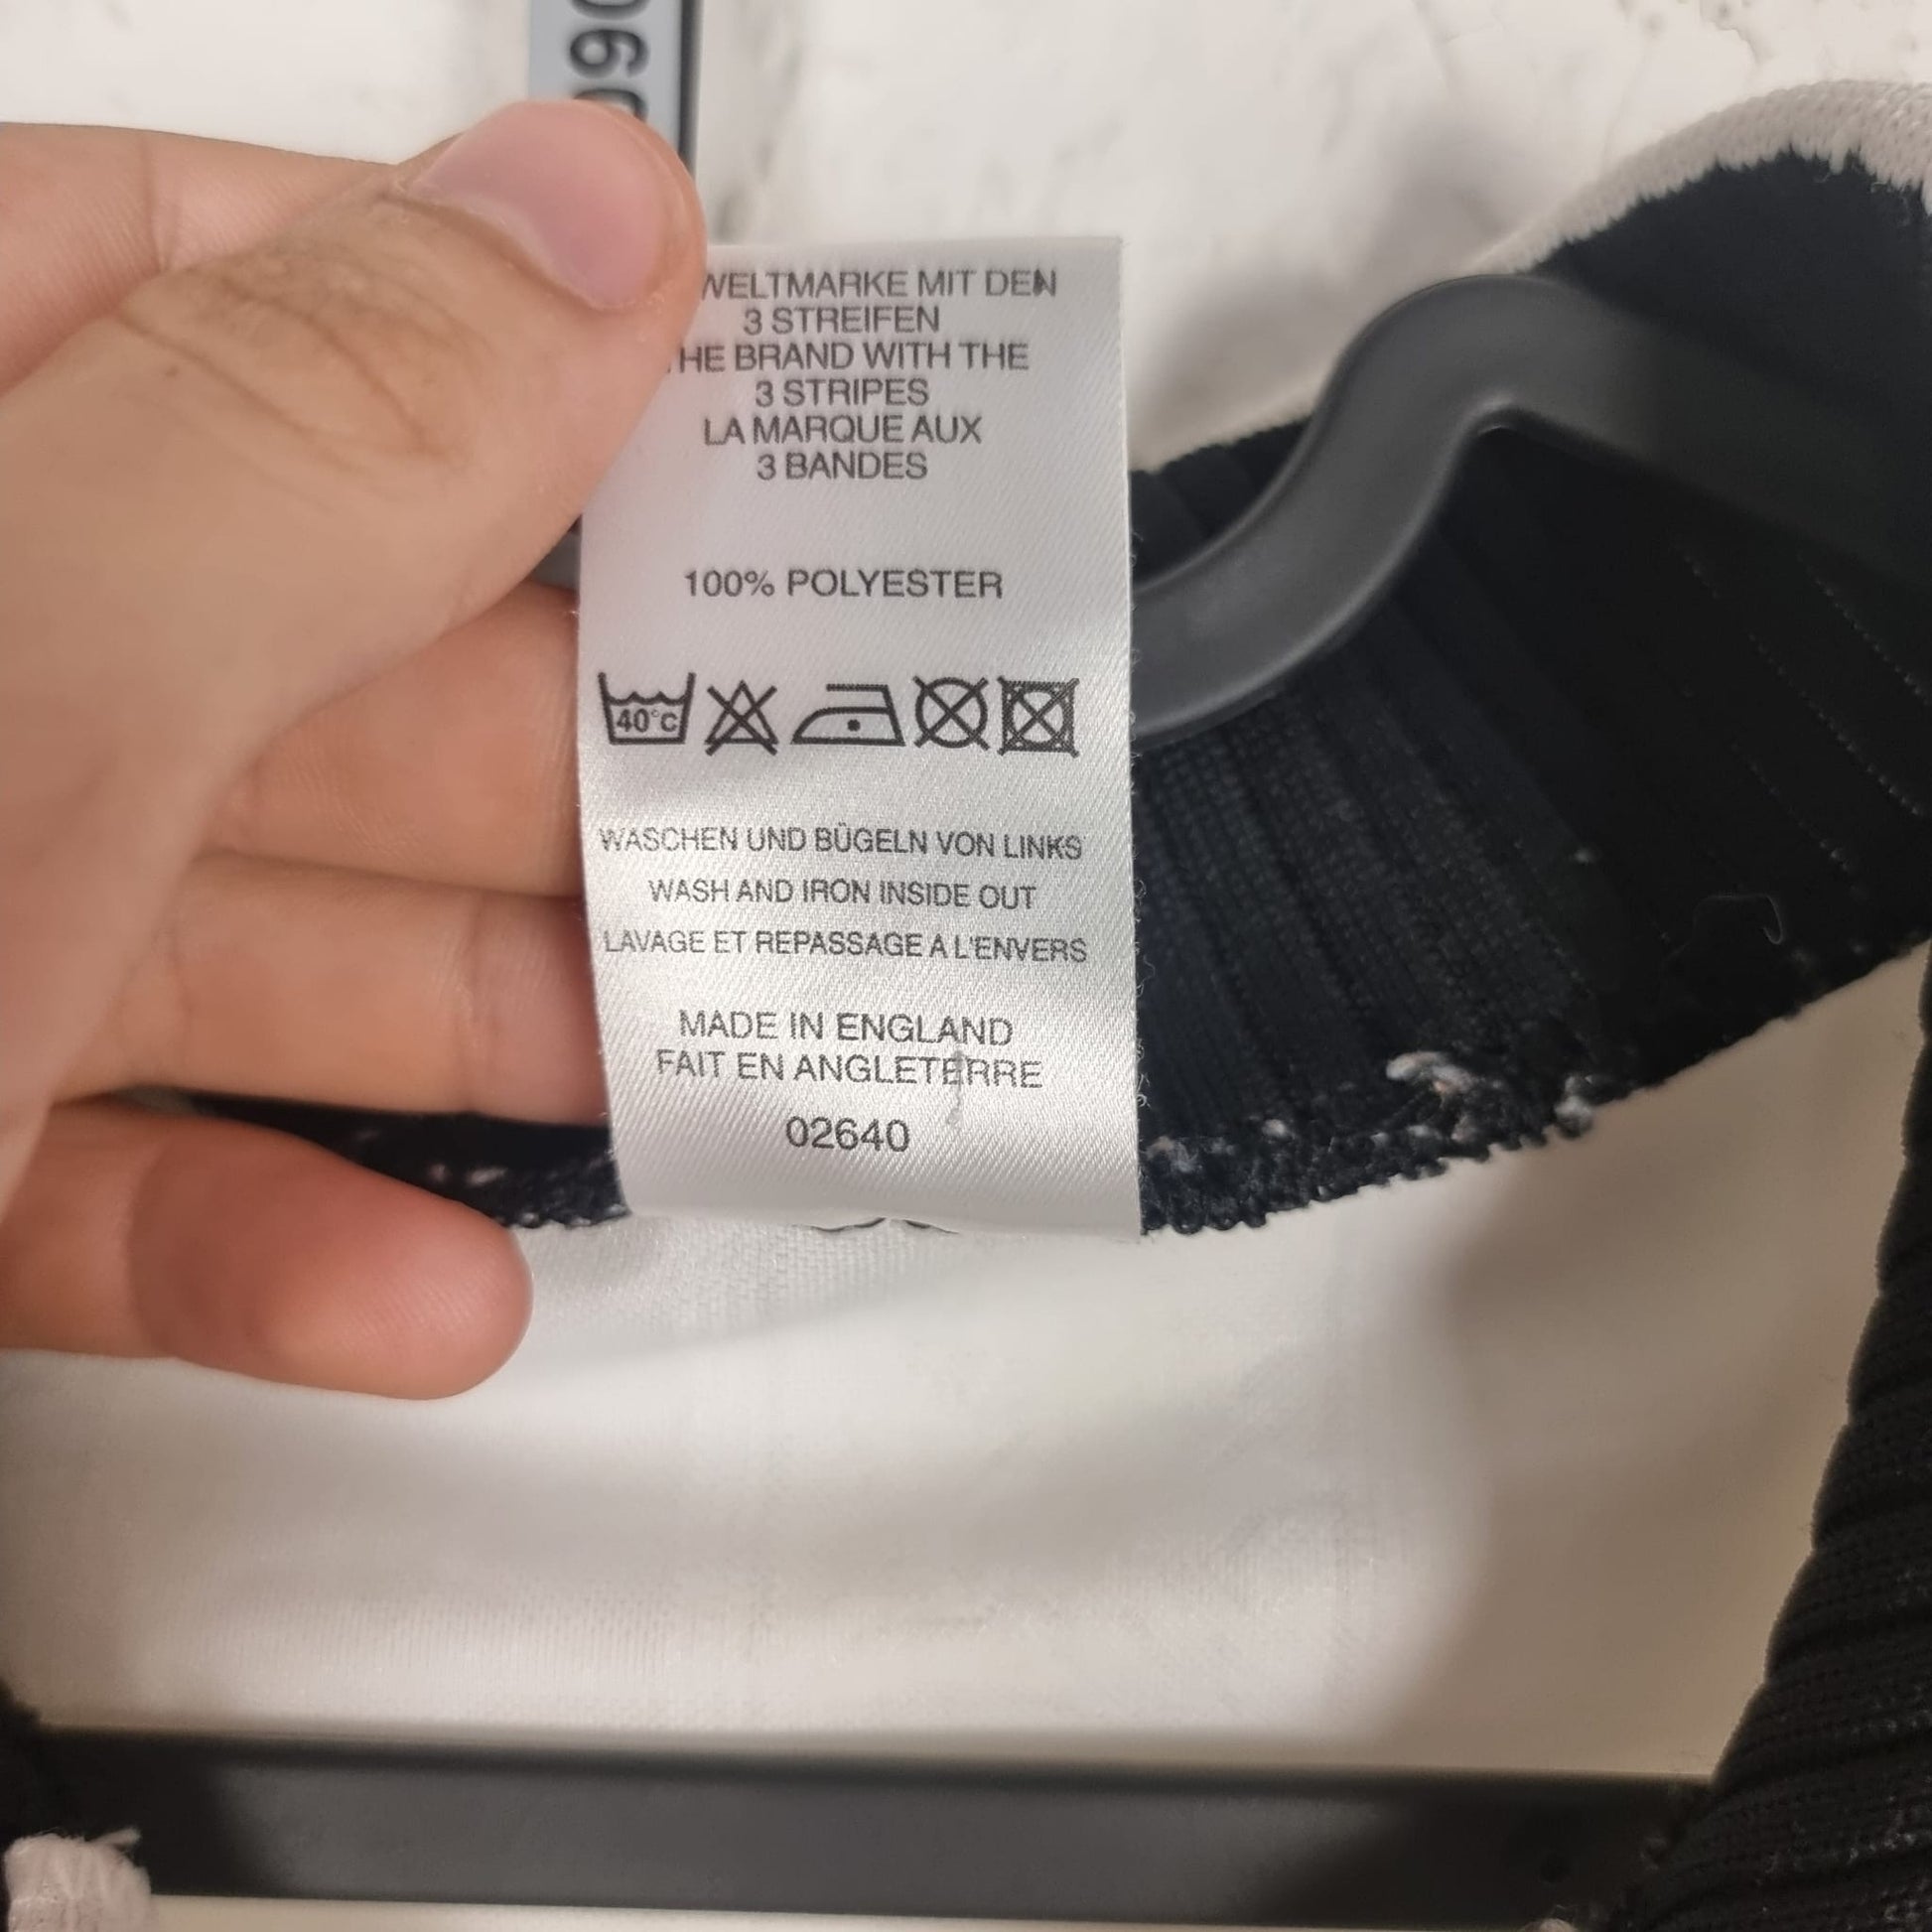 WELTMARKE MIT DEN
3 STREIFEN
THE BRAND WITH THE
3 STRIPES
LA MARQUE AUX
3 BANDES
100% POLYESTER
40°C
WASCHEN UND BÜGELN VON LINKS
WASH AND IRON INSIDE OUT
LAVAGE ET REPASSAGE A L'ENVERS
MADE IN ENGLAND
FAIT EN ANGLETERRE
02640